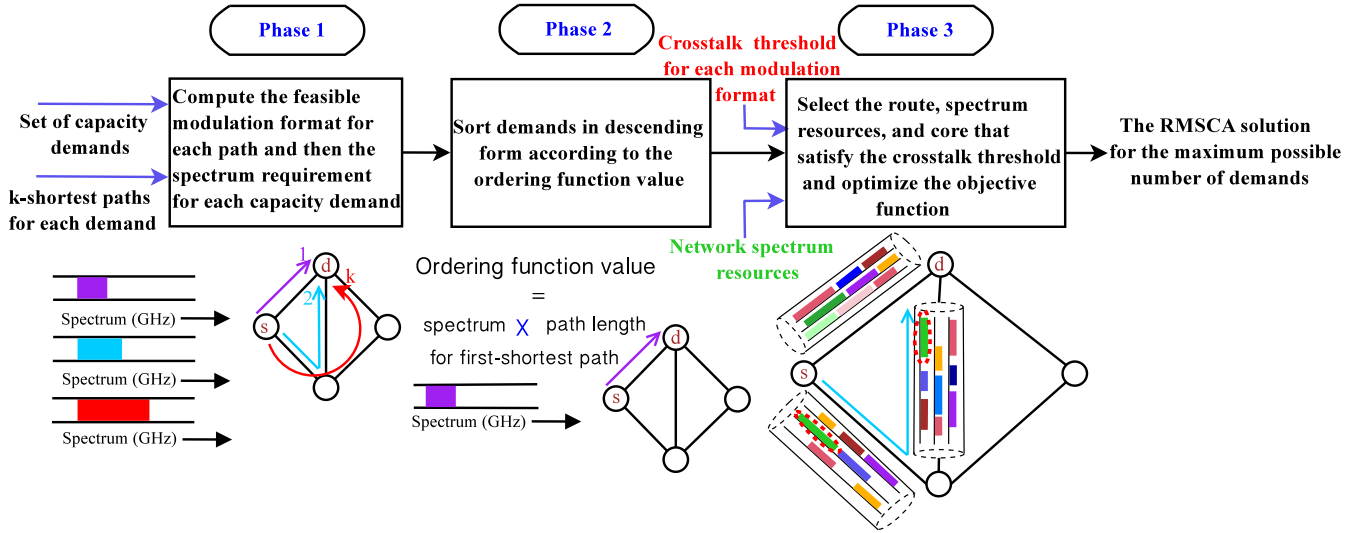 Phase 1
Phase 2
Phase 3
Set of capacity
demands
k-shortest paths
for each demand
Compute the feasible
modulation format for
each path and then the
spectrum requirement
for each capacity demand
Sort demands in descending
form according to the
ordering function value
Crosstalk threshold
for each modulation
format
Network spectrum
resources
Select the route, spectrum
resources, and core that
satisfy the crosstalk threshold
and optimize the objective
function
The RMSCA solution
for the maximum possible
number of demands
Spectrum (GHz)
Spectrum (GHz)
Spectrum (GHz)
1
d
k
2
s
Ordering function value
=
spectrum X path length
for first-shortest path
Spectrum (GHz)
d
s
d
s